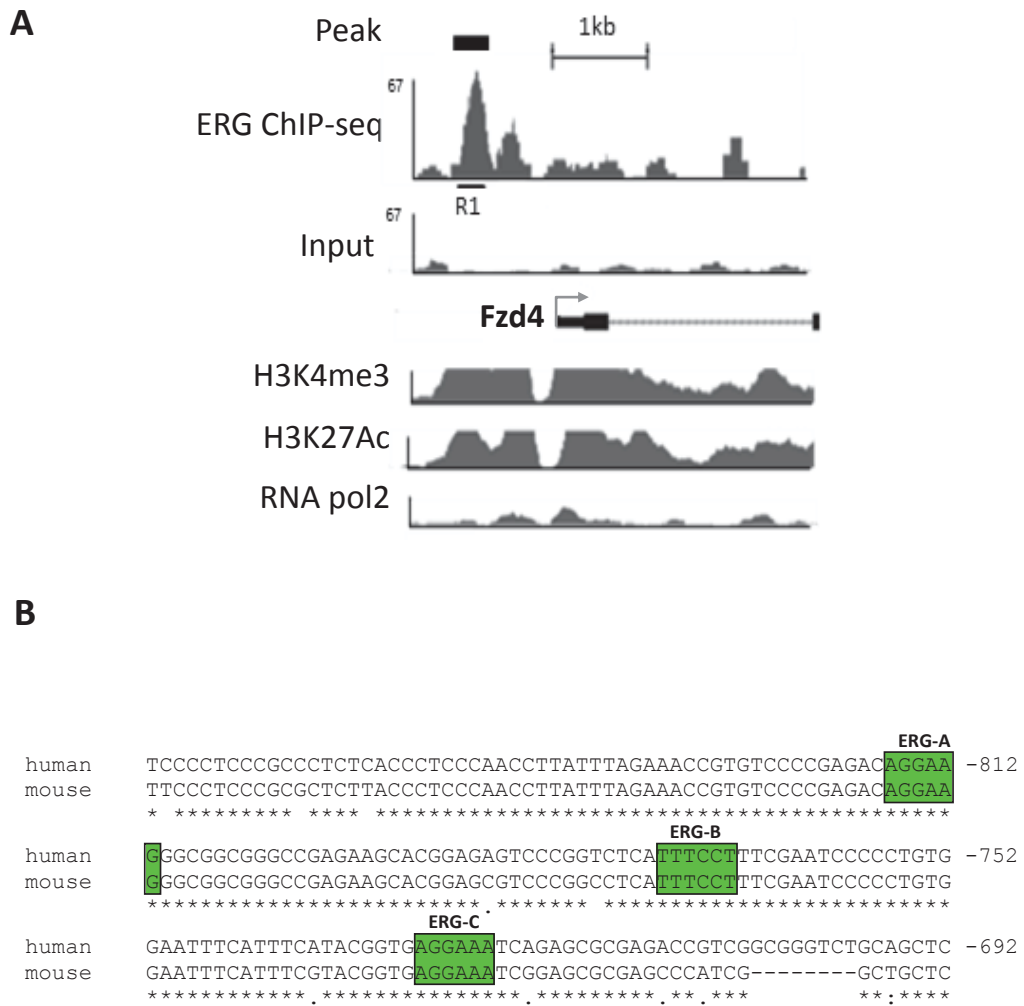 A
Peak
1kb
67
ERG ChIP-seq
R1
67
Input
Fzd4
H3K4me3
H3K27Ac
RNA pol2
B
ERG-A
human TCCCCTCCCGCCCTCTCACCCTCCCAACCTTATTTAGAAACCGTGTCCCCGAGACAGGAA -812
mouse TTCCCTCCCGCGCTCTTACCCTCCCAACCTTATTTAGAAACCGTGTCCCCGAGACAGGAA
* ********* **** *******************************************
ERG-B
human GGGCGGCGGGCCGAGAAGCACGGAGAGTCCCGGTCTCATTTCCTTTCGAATCCCCCTGTG -752
mouse GGGCGGCGGGCCGAGAAGCACGGAGCGTCCCGGCCTCATTTCCTTTCGAATCCCCCTGTG
*************************.******* **************************
ERG-C
human GAATTTCATTTCATACGGTGAGGAAATCAGAGCGCGAGACCGTCGGCGGGTCTGCAGCTC -692
mouse GAATTTCATTTCGTACGGTGAGGAAATCGGAGCGCGAGCCCATCG--------GCTGCTC
************.***************.*********.**.***        **:****